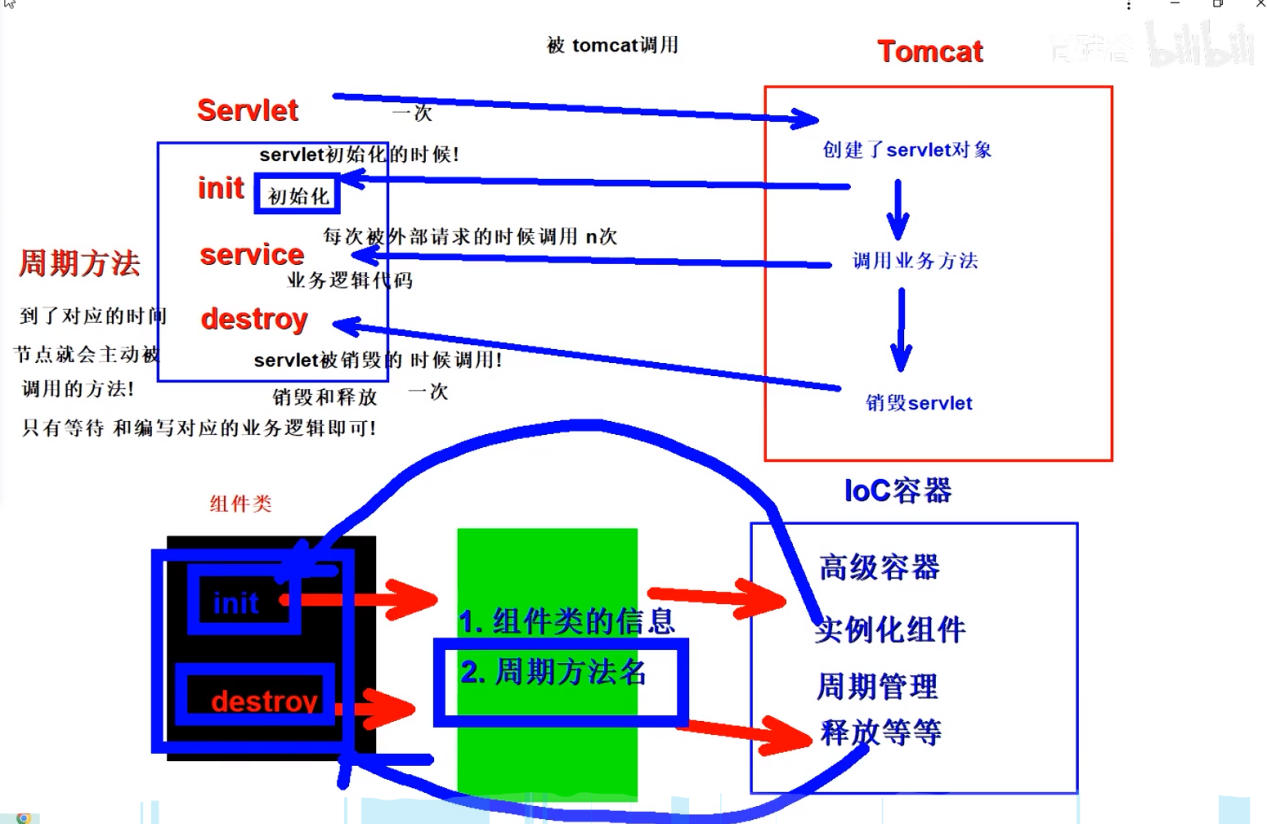 被 tomcat调用
Tomcat
bilibili
Servlet
一次
servlet初始化的时候!
创建了servlet对象
init
初始化
每次被外部请求的时候调用 n次
service
周期方法
调用业务方法
业务逻辑代码
到了对应的时间
destroy
节点就会主动被
servlet被销毁的 时候调用!
调用的方法!
销毁和释放
一次
销毁servlet
只有等待 和编写对应的业务逻辑即可!
IoC容器
组件类
高级容器
init
1. 组件类的信息
实例化组件
2. 周期方法名
周期管理
destroy
释放等等